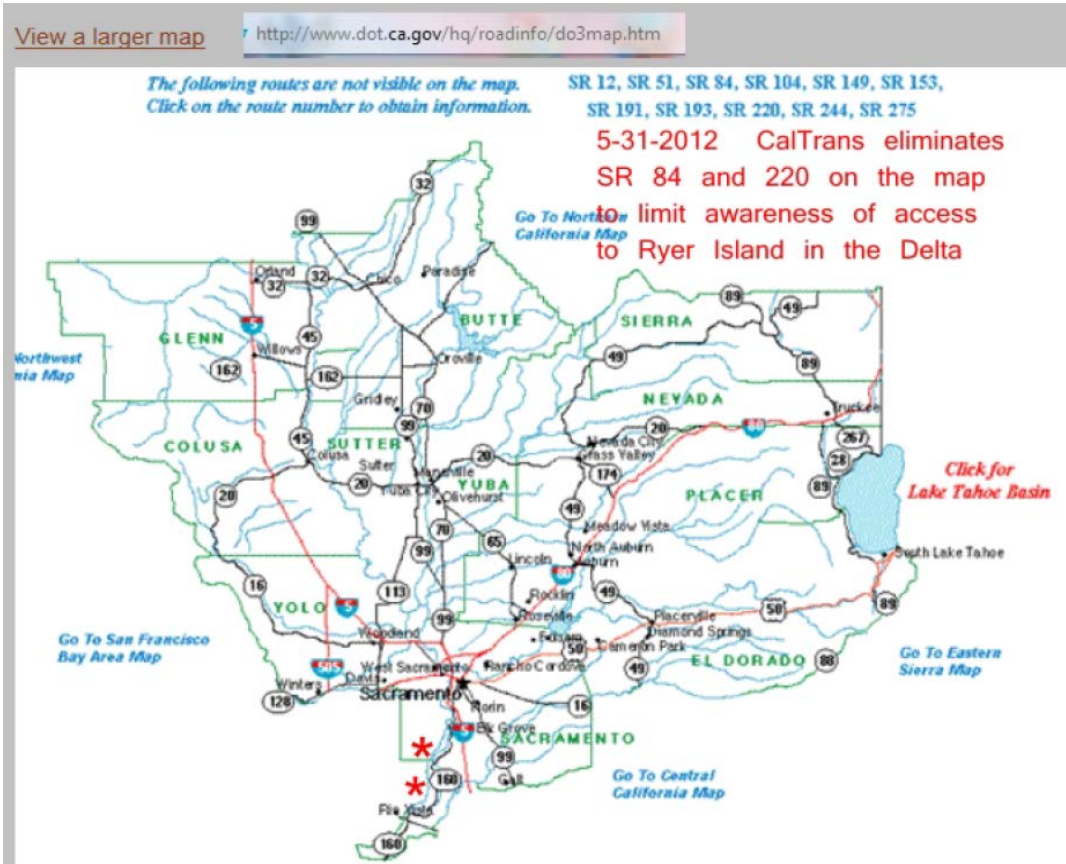 View a larger map
http://www.dot.ca.gov/hq/roadinfo/do3map.htm
The following routes are not visible on the map.
Click on the route number to obtain information.
SR 12, SR 51, SR 84, SR 104, SR 149, SR 153,
SR 191, SR 193, SR 220, SR 244, SR 275
5-31-2012 CalTrans eliminates
SR 84 and 220 on the map
to limit awareness of access
to Ryer Island in the Delta
32
99
Go To Northern
California Map
Orland
32
32
Chico
Paradise
89
49
BUTTE
SIERRA
GLENN
5
45
Willows
Oroville
49
Northwest
nia Map
162
162
89
Gridley
70
NEVADA
Truckee
99
20
80
COLUSA
45
SUTTER
Nevada City
267
Colusa
Grass Valley
28
Sutter
Marysville
20
174
Click for
Lake Tahoe Basin
20
20
Yuba City
YUBA
PLACER
89
Olivehurst
49
70
Meadow Vista
99
65
North Auburn
South Lake Tahoe
Lincoln
Auburn
16
113
80
49
Rocklin
89
YOLO
5
Roseville
50
99
Placerville
Go To San Francisco
Bay Area Map
Woodland
Folsom
Diamond Springs
50
Cameron Park
505
West Sacramento
Rancho Cordova
49
EL DORADO
88
Go To Eastern
Sierra Map
Winters
Davis
Sacramento
128
Florin
16
5
Elk Grove
SACRAMENTO
*
99
*
160
Galt
Go To Central
California Map
Rio Vista
160